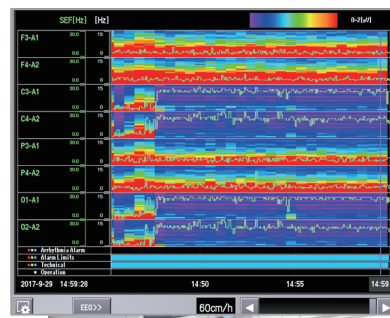 SEF[Hz] [Hz] 0-2[μV]
F3-A1 30.0 15
0.0 0
F4-A2 30.0 15
0.0 0
C3-A1 30.0 15
0.0 0
C4-A2 30.0 15
0.0 0
P3-A1 30.0 15
0.0 0
P4-A2 30.0 15
0.0 0
O1-A1 30.0 15
0.0 0
O2-A2 30.0 15
0.0 0
Arrhythmia Alarm
Alarm Limits
Technical
Operation
2017-9-29 14:59:28 14:50 14:55 14:59
EEG>> 60cm/h